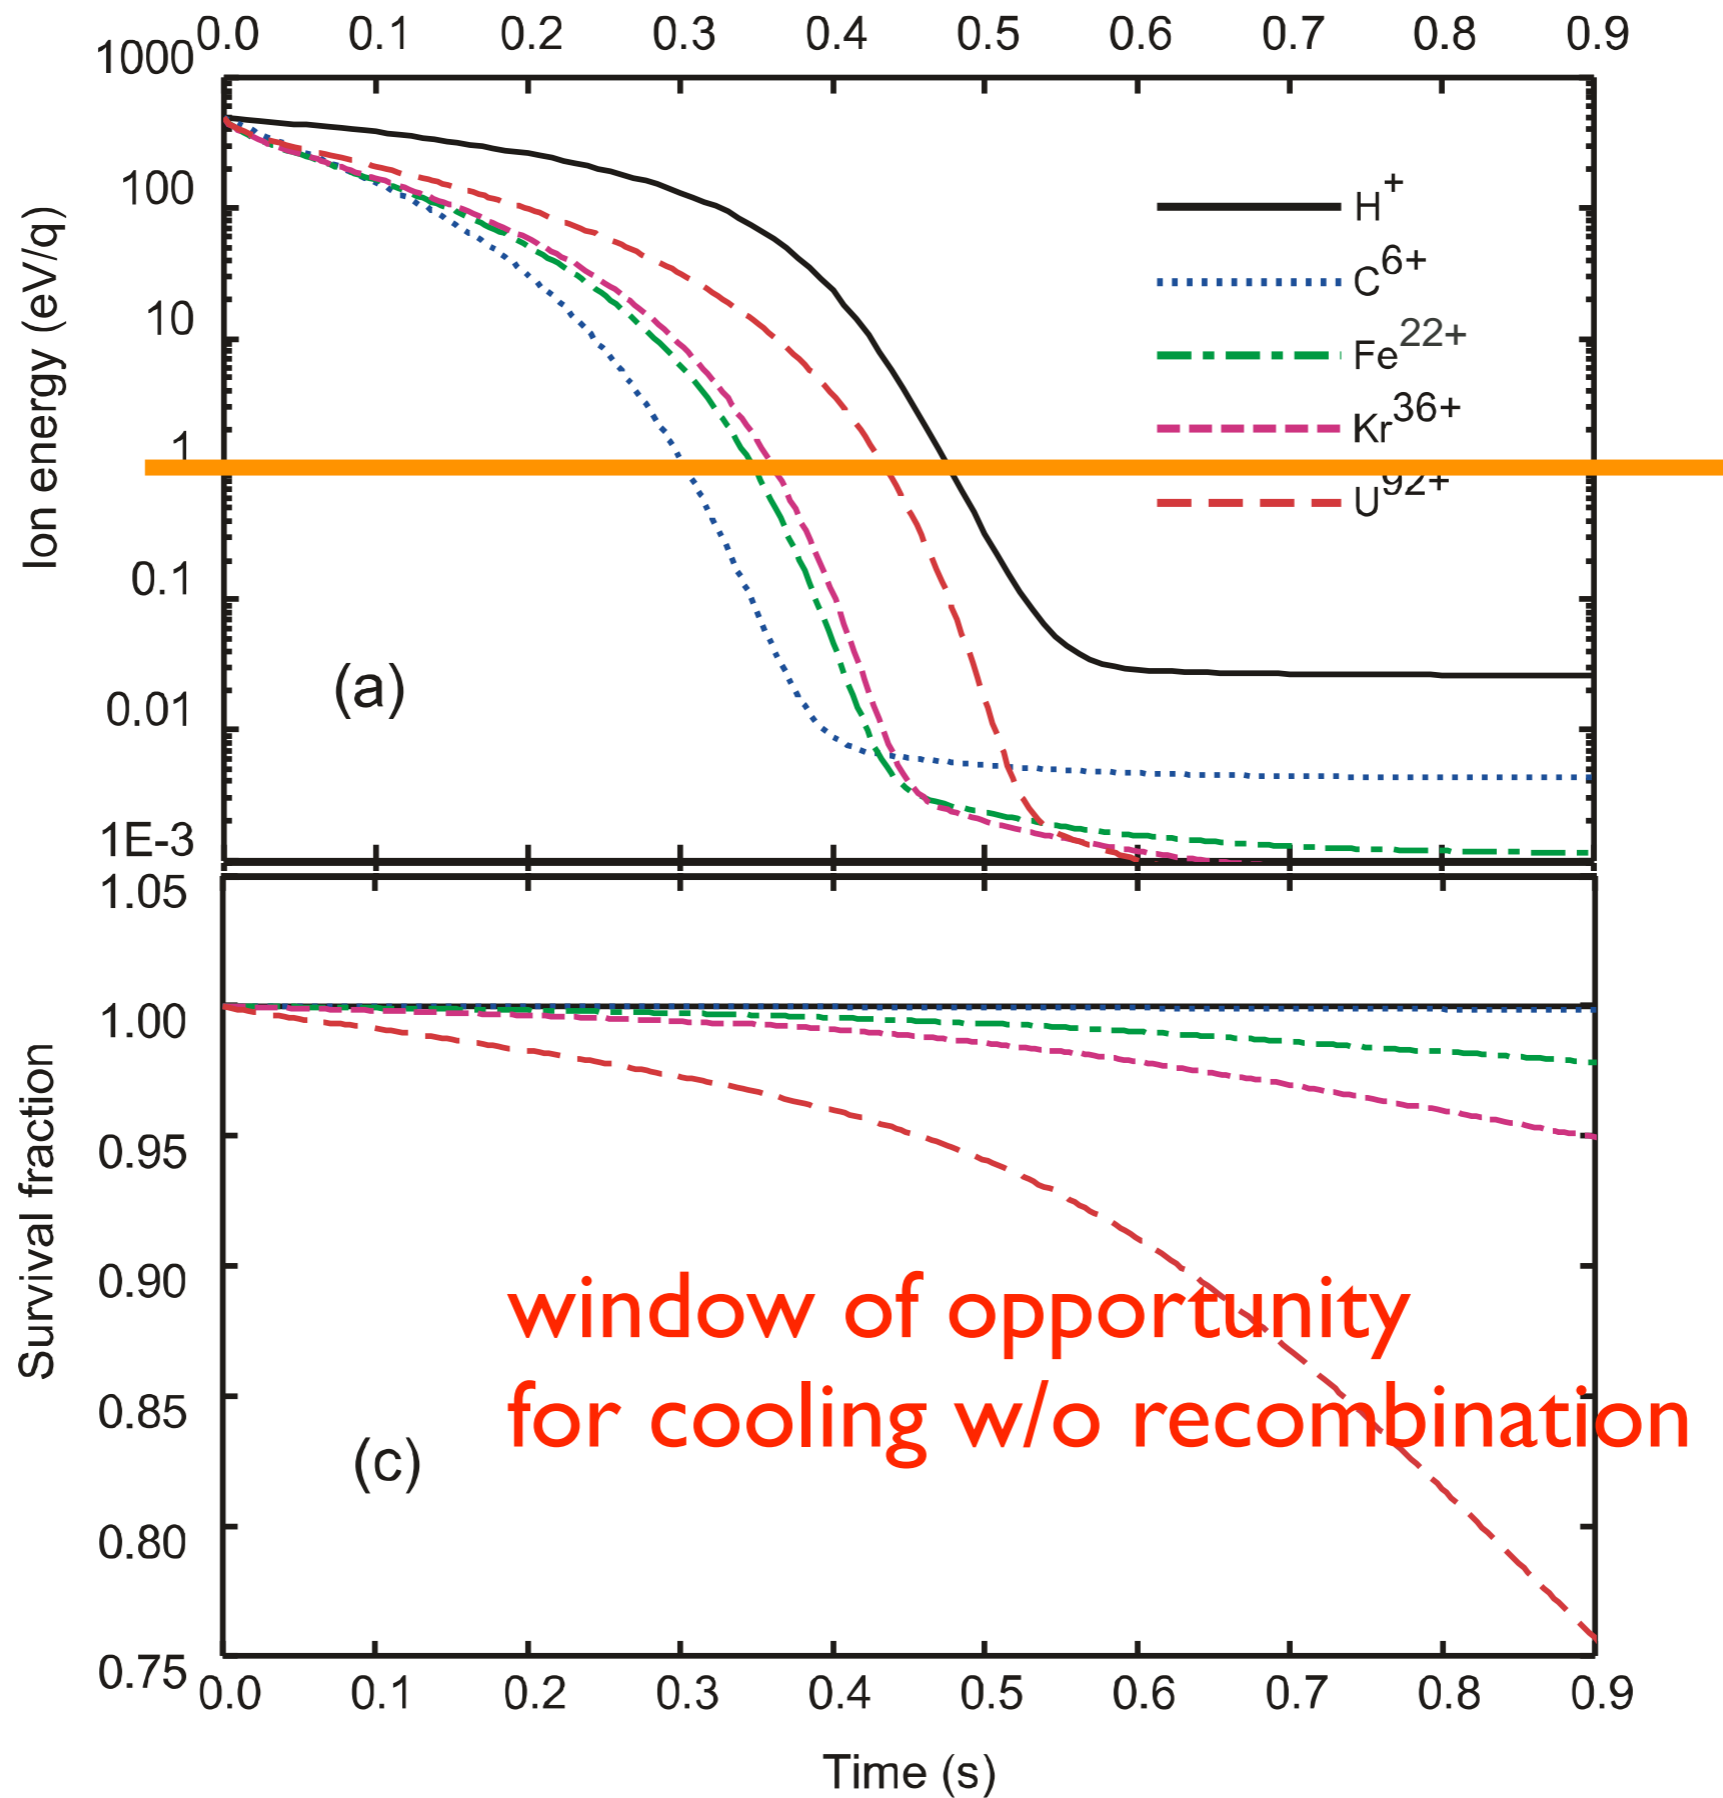 0.0 0.1 0.2 0.3 0.4 0.5 0.6 0.7 0.8 0.9
1000
100
10
1
0.1
0.01
1E-3
Ion energy (eV/q)
H+
C6+
Fe22+
Kr36+
U92+
(a)
1.05
1.00
0.95
0.90
0.85
0.80
0.75
Survival fraction
window of opportunity
for cooling w/o recombination
(c)
0.0 0.1 0.2 0.3 0.4 0.5 0.6 0.7 0.8 0.9
Time (s)